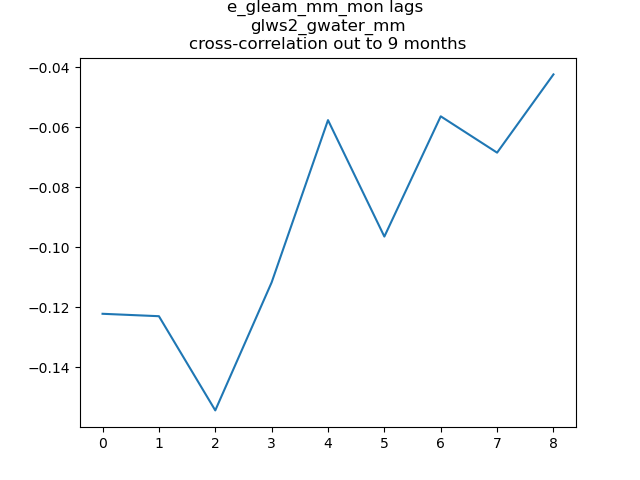 e_gleam_mm_mon lags
glws2_gwater_mm
cross-correlation out to 9 months
−0.04
−0.06
−0.08
−0.10
−0.12
−0.14
0 1 2 3 4 5 6 7 8